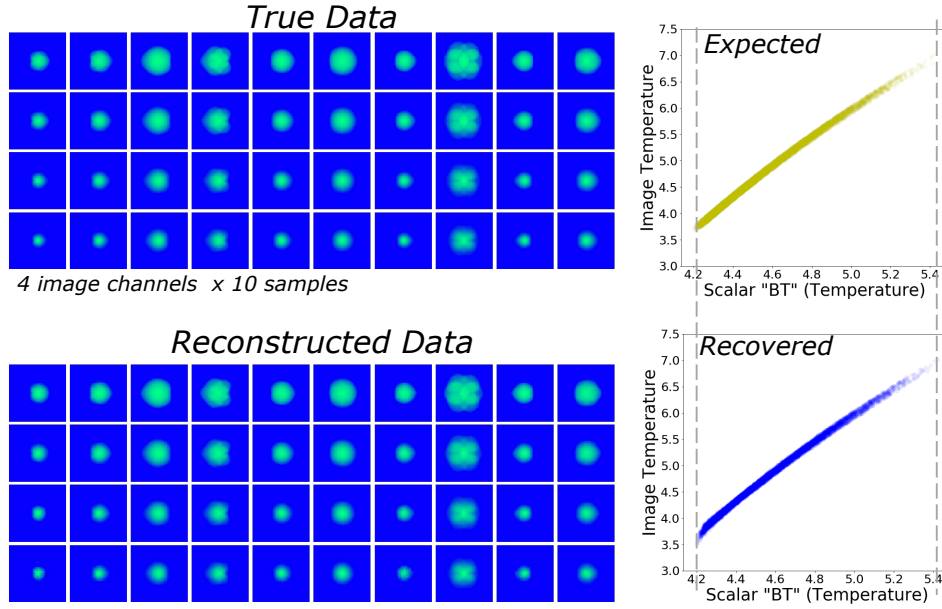 True Data
4 image channels x 10 samples
Expected
Image Temperature
7.5
7.0
6.5
6.0
5.5
5.0
4.5
4.0
3.5
3.0
4.2 4.4 4.6 4.8 5.0 5.2 5.4
Scalar "BT" (Temperature)
Reconstructed Data
Recovered
Image Temperature
7.5
7.0
6.5
6.0
5.5
5.0
4.5
4.0
3.5
3.0
4.2 4.4 4.6 4.8 5.0 5.2 5.4
Scalar "BT" (Temperature)